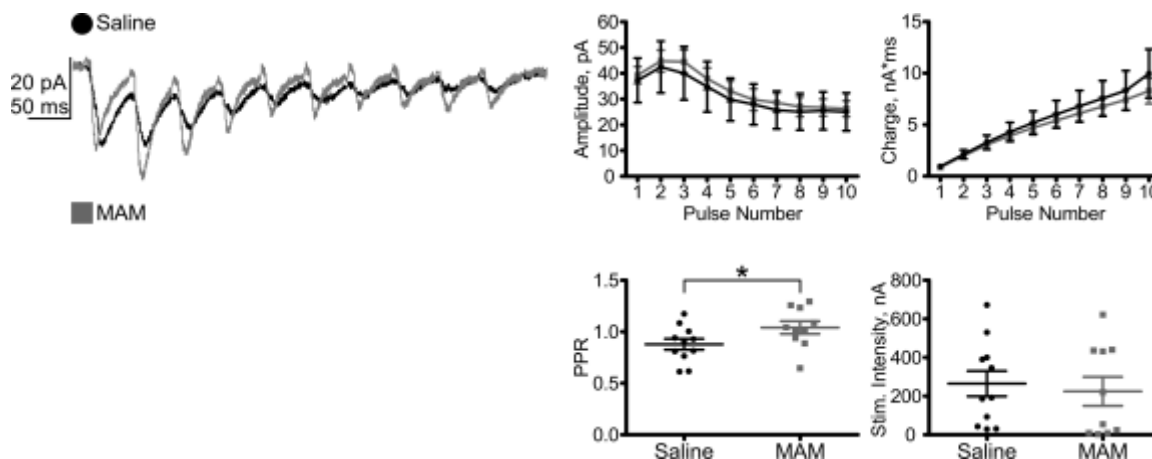 Saline
20 pA
50 ms
MAM
Amplitude, pA
60
50
40
30
20
10
0
1 2 3 4 5 6 7 8 9 10
Pulse Number
Charge, nA*ms
15
10
5
0
1 2 3 4 5 6 7 8 9 10
Pulse Number
PPR
1.5
1.0
0.5
0.0
*
Saline MAM
Stim. Intensity, nA
800
600
400
200
0
Saline MAM